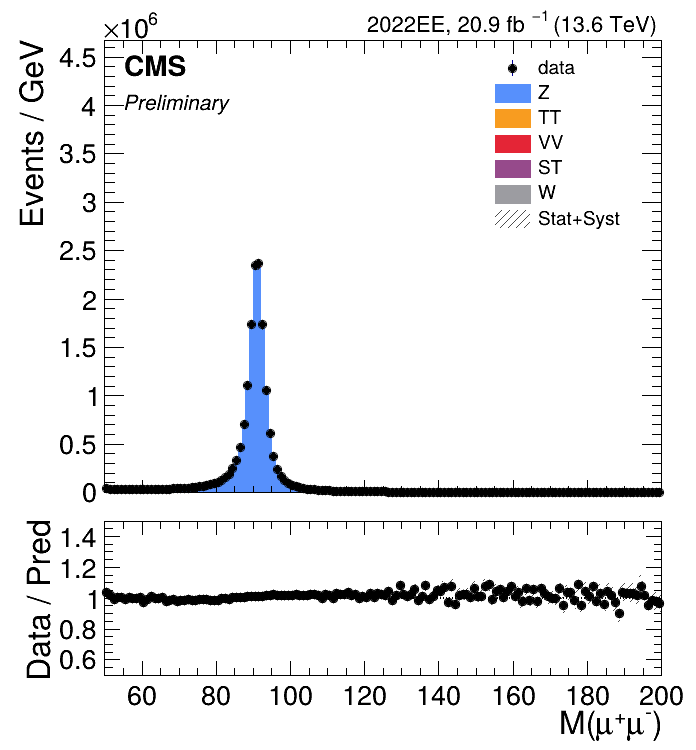 ×10⁶
2022EE, 20.9 fb ⁻¹ (13.6 TeV)
Events / GeV
CMS
Preliminary
data
Z
TT
VV
ST
W
Stat+Syst
4.5
4
3.5
3
2.5
2
1.5
1
0.5
0
Data / Pred
1.4
1.2
1
0.8
0.6
60 80 100 120 140 160 180 200
M(μ⁺μ⁻)